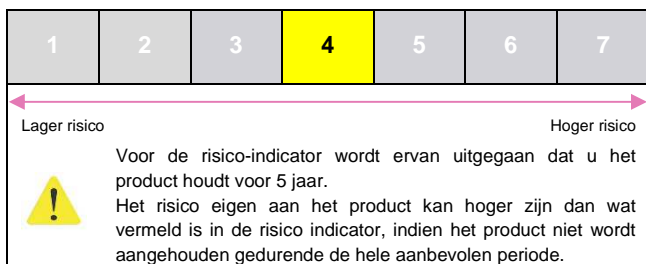 1 2 3 4 5 6 7
Lager risico Hoger risico
Voor de risico-indicator wordt ervan uitgegaan dat u het
product houdt voor 5 jaar.
Het risico eigen aan het product kan hoger zijn dan wat
vermeld is in de risico indicator, indien het product niet wordt
aangehouden gedurende de hele aanbevolen periode.